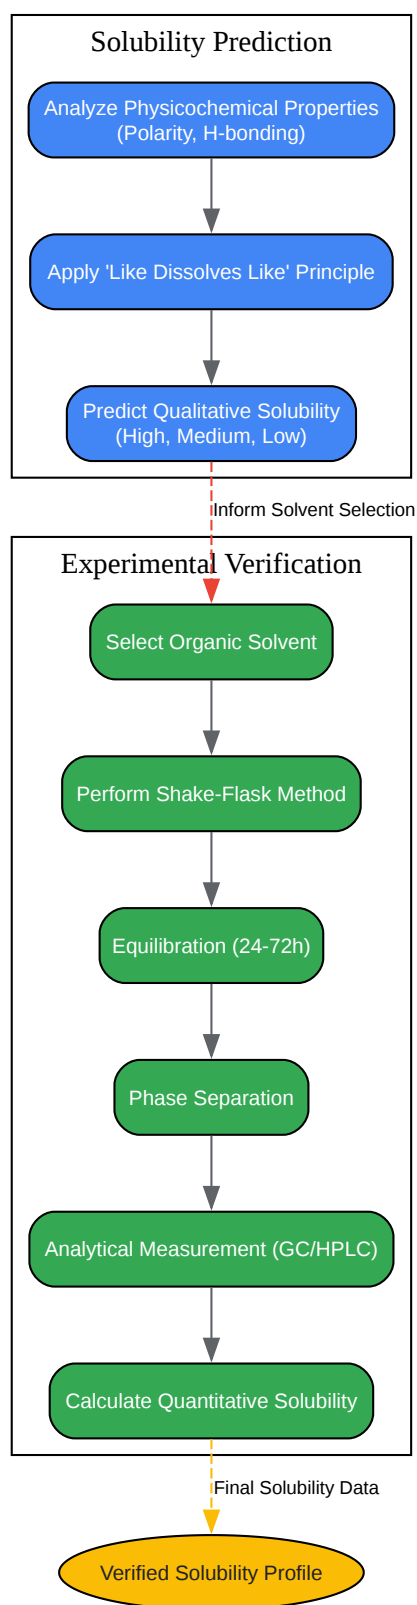 Solubility Prediction
Analyze Physicochemical Properties
(Polarity, H-bonding)
Apply 'Like Dissolves Like' Principle
Predict Qualitative Solubility
(High, Medium, Low)
Inform Solvent Selection
Experimental Verification
Select Organic Solvent
Perform Shake-Flask Method
Equilibration (24-72h)
Phase Separation
Analytical Measurement (GC/HPLC)
Calculate Quantitative Solubility
Final Solubility Data
Verified Solubility Profile